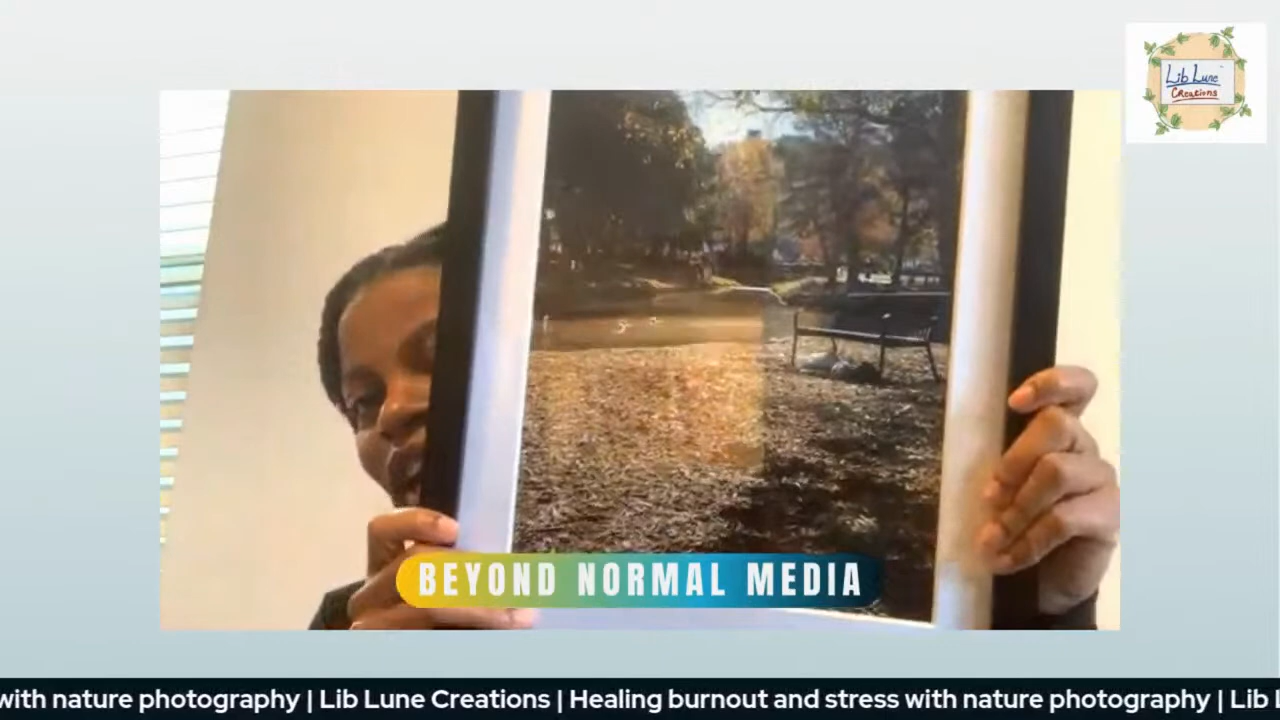 Lib Lune
Creations
BEYOND NORMAL MEDIA
with nature photography | Lib Lune Creations | Healing burnout and stress with nature photography | Lib L